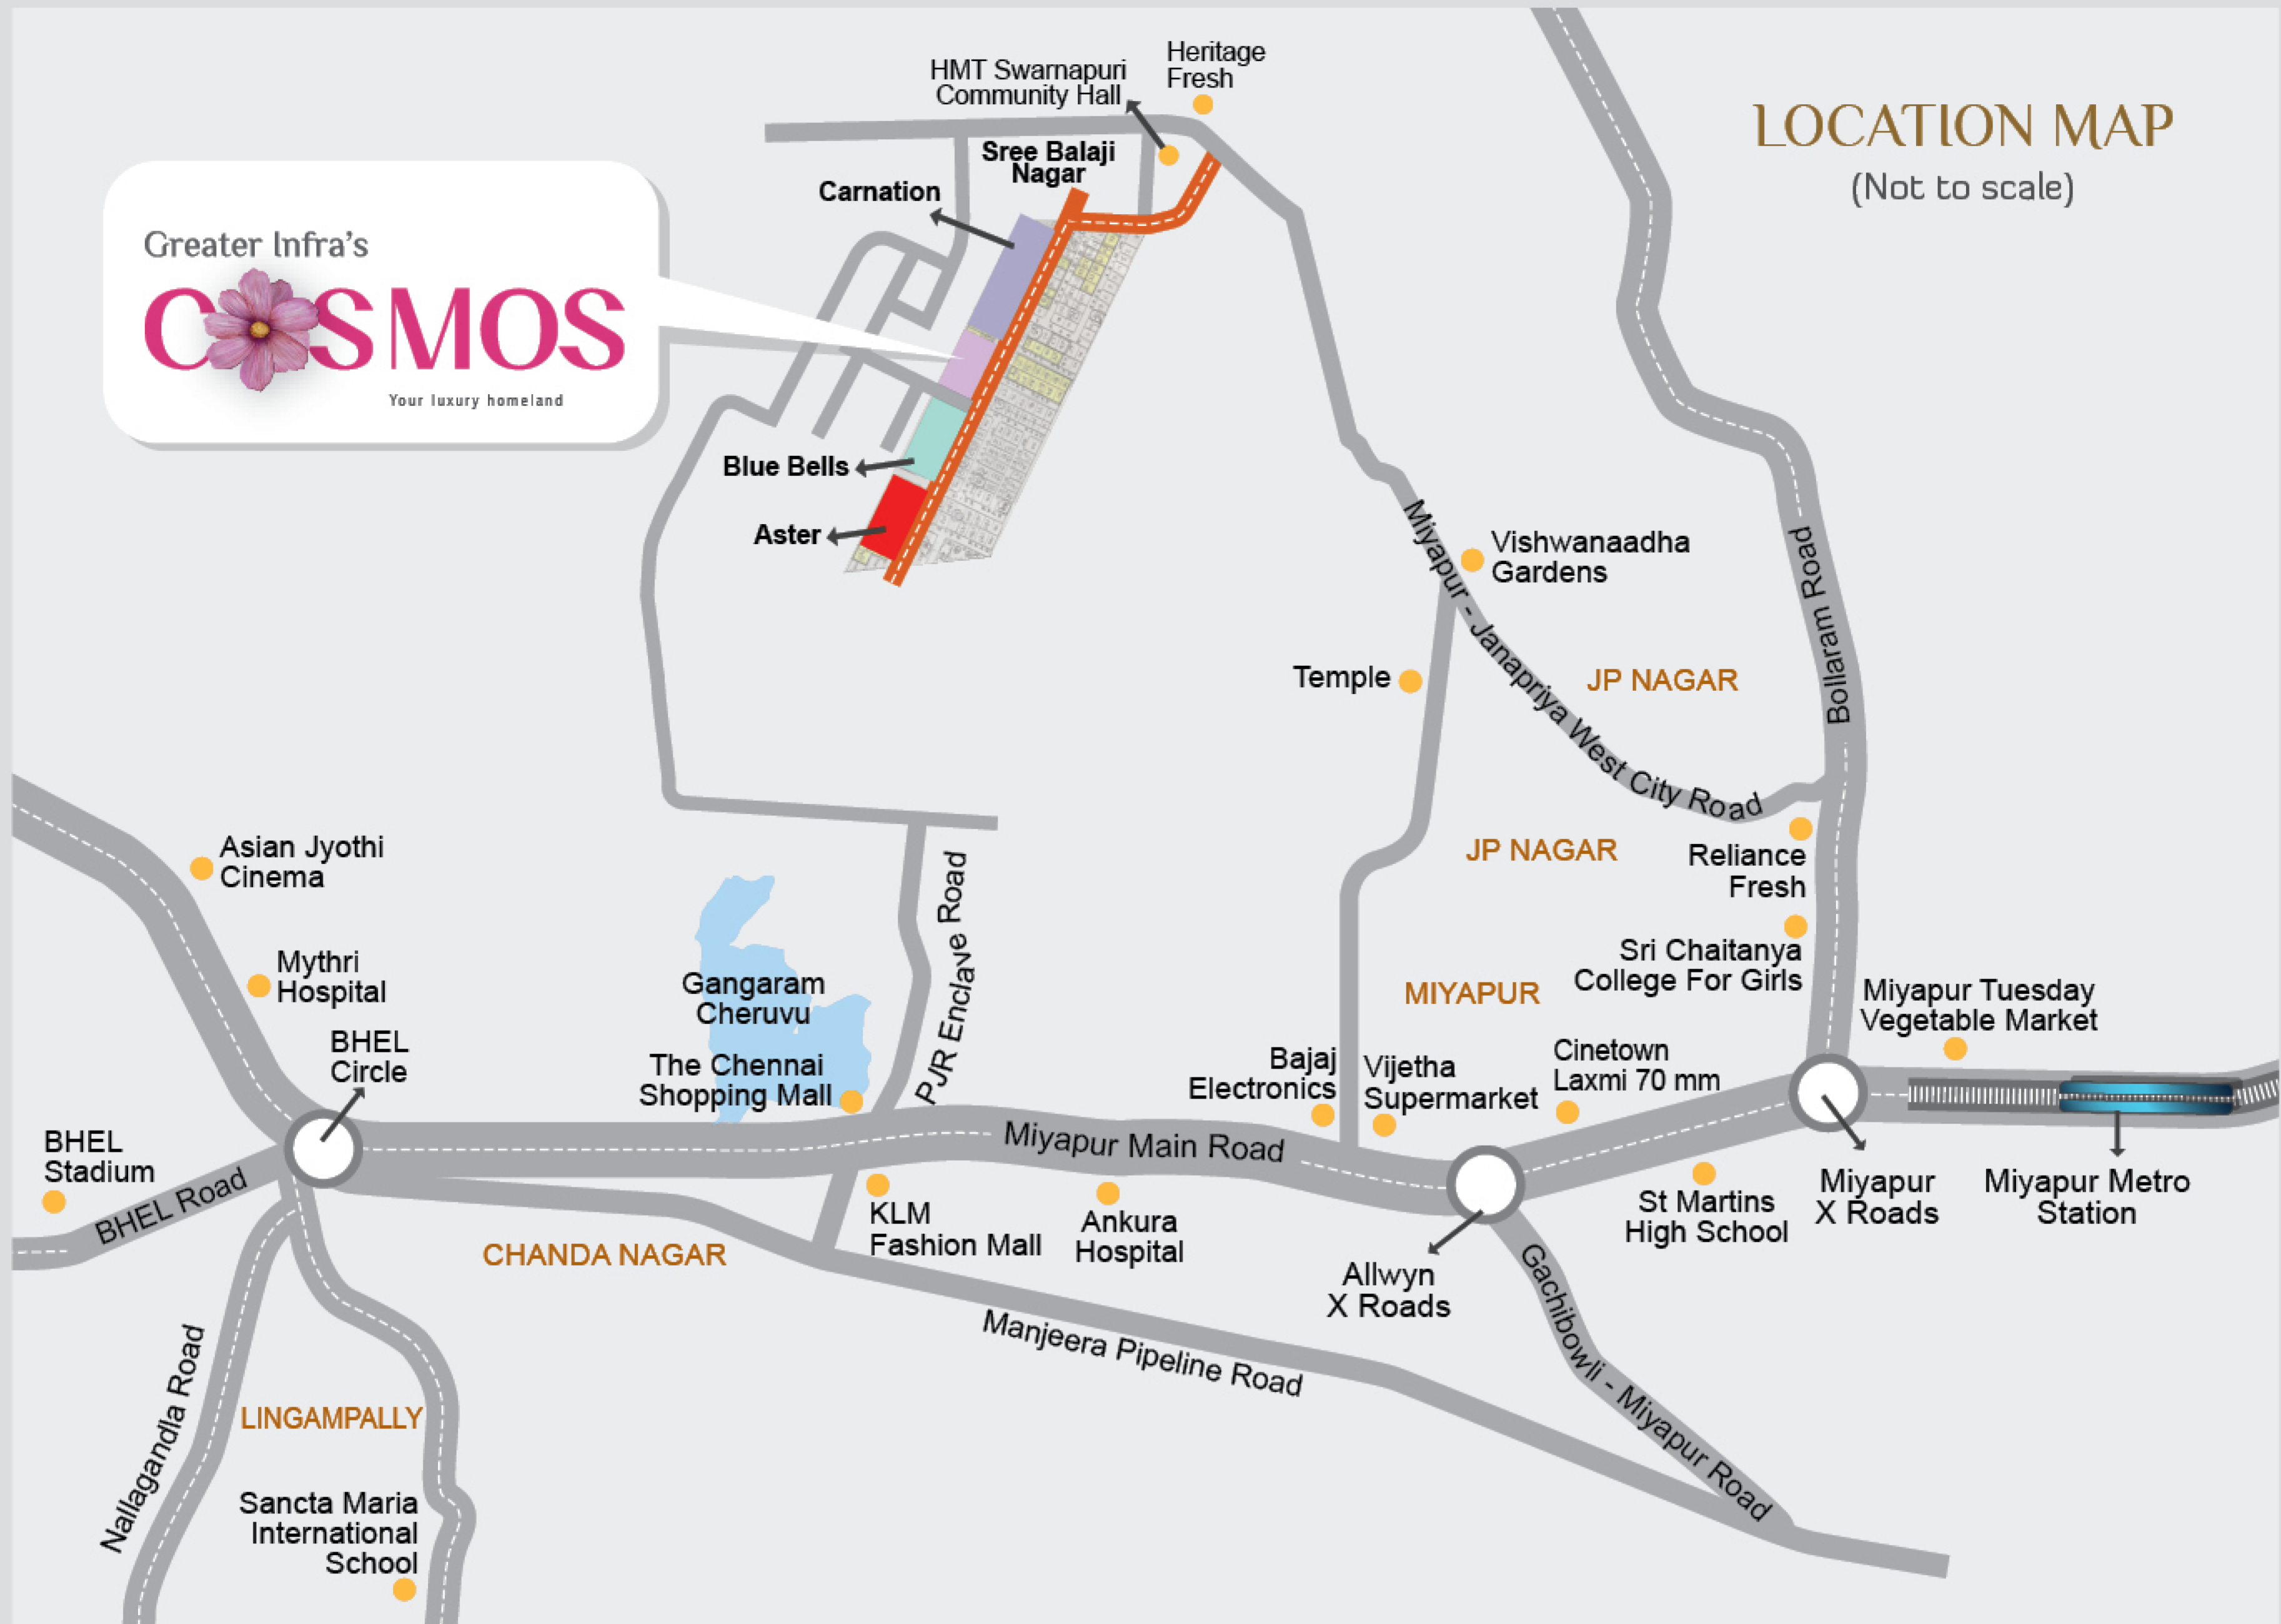 LOCATION MAP
(Not to scale)
Heritage
Fresh
HMT Swarnapuri
Community Hall
Sree Balaji
Nagar
Carnation
Greater Infra's
COSMOS
Your luxury homeland
Blue Bells
Aster
Vishwanaadha
Gardens
Miyapur - Janapriya West City Road
Bollaram Road
Temple
JP NAGAR
JP NAGAR
Reliance
Fresh
Asian Jyothi
Cinema
Sri Chaitanya
College For Girls
Mythri
Hospital
Gangaram
Cheruvu
PJR Enclave Road
MIYAPUR
Miyapur Tuesday
Vegetable Market
BHEL
Circle
The Chennai
Shopping Mall
Bajaj
Electronics
Vijetha
Supermarket
Cinetown
Laxmi 70 mm
BHEL
Stadium
BHEL Road
Miyapur Main Road
KLM
Fashion Mall
Ankura
Hospital
St Martins
High School
Miyapur
X Roads
Miyapur Metro
Station
CHANDA NAGAR
Allwyn
X Roads
Manjeera Pipeline Road
Gachibowli - Miyapur Road
Nallagandla Road
LINGAMPALLY
Sancta Maria
International
School